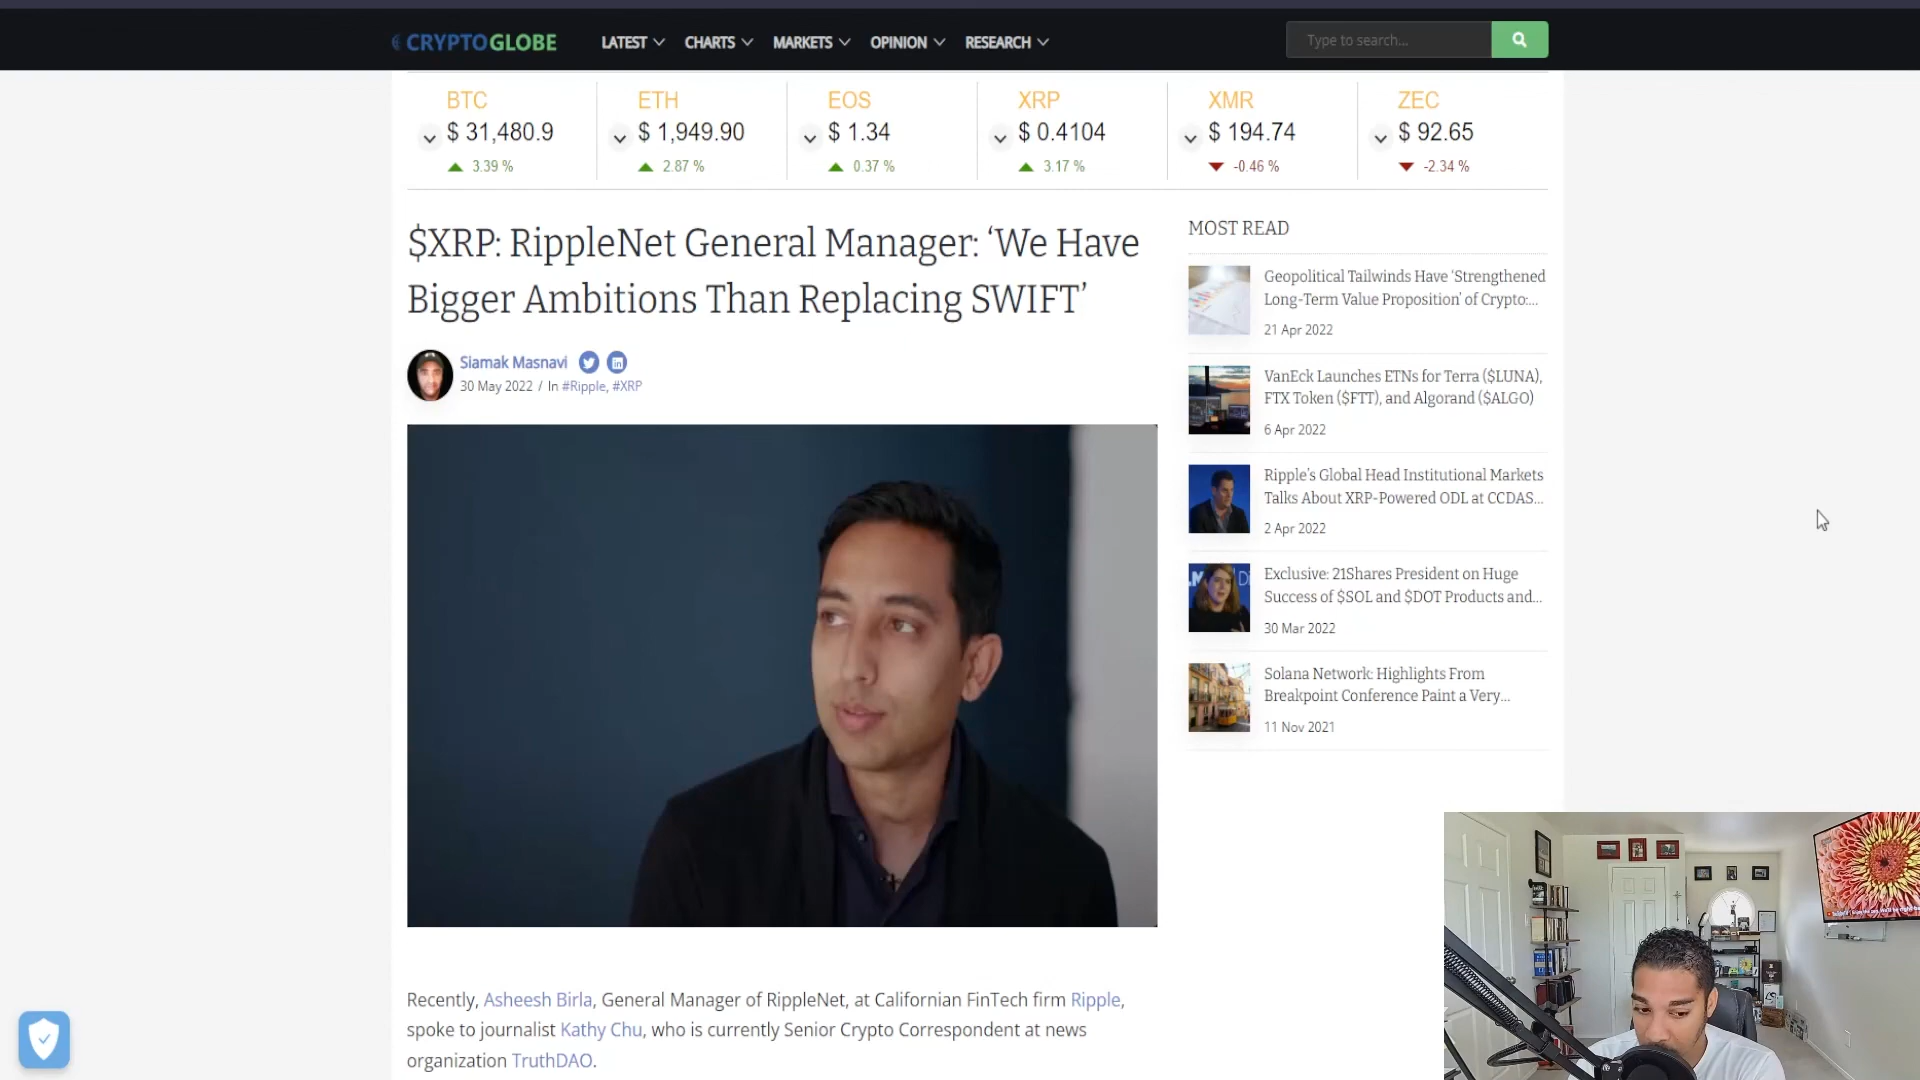 CRYPTOGLOBE LATEST CHARTS MARKETS OPINION RESEARCH Type to search...
BTC ETH EOS XRP XMR ZEC
$ 31,480.9 $ 1,949.90 $ 1.34 $ 0.4104 $ 194.74 $ 92.65
3.39 % 2.87 % 0.37 % 3.17 % -0.46 % -2.34 %
$XRP: RippleNet General Manager: ‘We Have
Bigger Ambitions Than Replacing SWIFT’
Siamak Masnavi
30 May 2022 / In #Ripple, #XRP
Recently, Asheesh Birla, General Manager of RippleNet, at Californian FinTech firm Ripple,
spoke to journalist Kathy Chu, who is currently Senior Crypto Correspondent at news
organization TruthDAO.
MOST READ
Geopolitical Tailwinds Have ‘Strengthened
Long-Term Value Proposition’ of Crypto:...
21 Apr 2022
VanEck Launches ETNs for Terra ($LUNA),
FTX Token ($FTT), and Algorand ($ALGO)
6 Apr 2022
Ripple’s Global Head Institutional Markets
Talks About XRP-Powered ODL at CCDAS...
2 Apr 2022
Exclusive: 21Shares President on Huge
Success of $SOL and $DOT Products and...
30 Mar 2022
Solana Network: Highlights From
Breakpoint Conference Paint a Very...
11 Nov 2021